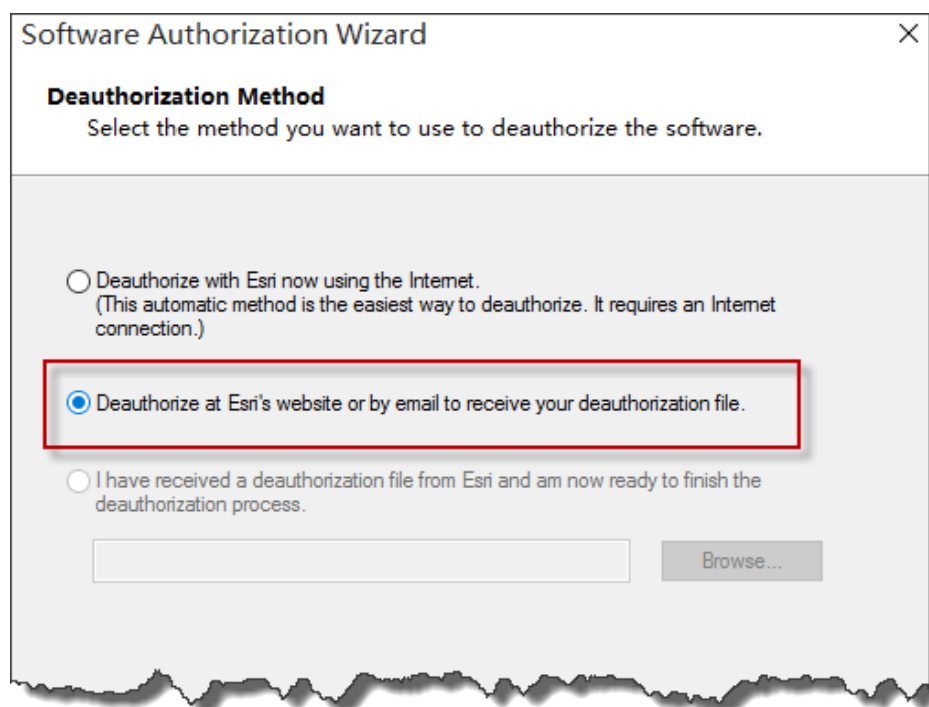 Software Authorization Wizard
Deauthorization Method
Select the method you want to use to deauthorize the software.
Deauthorize with Esri now using the Internet.
(This automatic method is the easiest way to deauthorize. It requires an Internet
connection.)
Deauthorize at Esri's website or by email to receive your deauthorization file.
I have received a deauthorization file from Esri and am now ready to finish the
deauthorization process.
Browse...